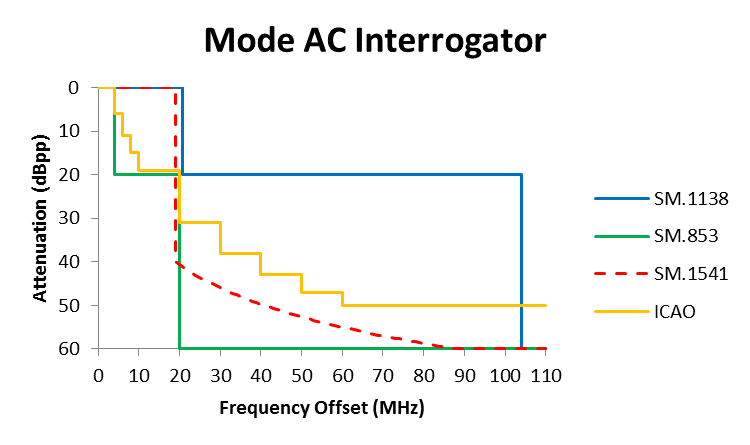 Mode AC Interrogator
Attenuation (dBpp)
0
10
20
30
40
50
60
0 10 20 30 40 50 60 70 80 90 100 110
Frequency Offset (MHz)
SM.1138
SM.853
SM.1541
ICAO